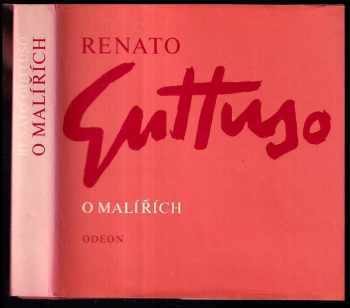 RENATO GUTTUSO
O MALÍŘÍCH
RENATO
Guttuso
O MALÍŘÍCH
ODEON